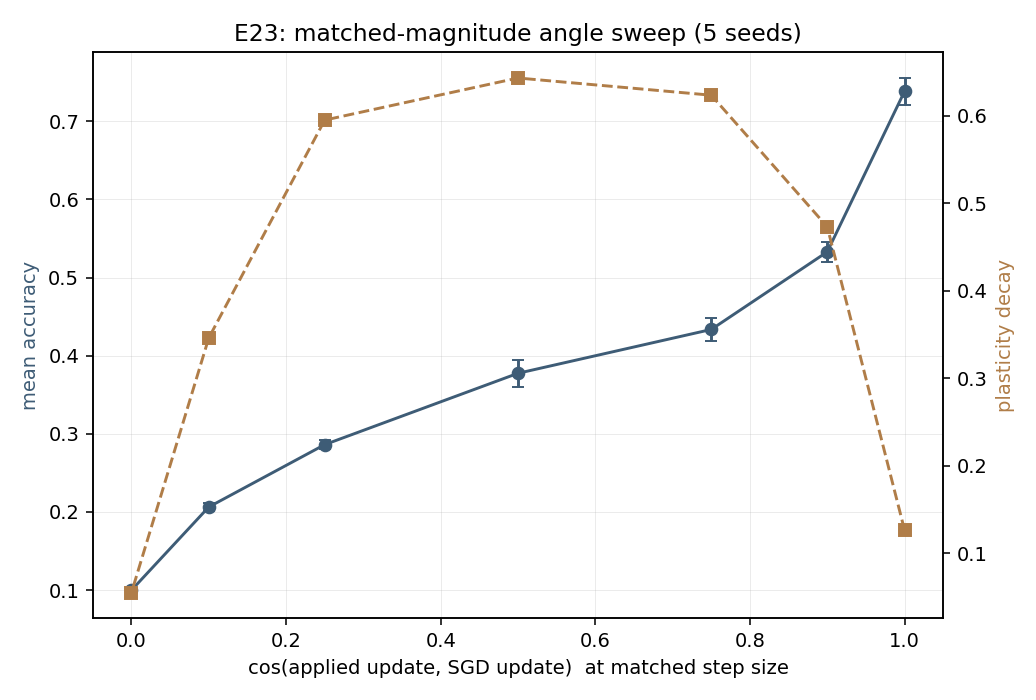 E23: matched-magnitude angle sweep (5 seeds)
mean accuracy
0.7
0.6
0.5
0.4
0.3
0.2
0.1
0.6
0.5
0.4
0.3
0.2
0.1
plasticity decay
0.0 0.2 0.4 0.6 0.8 1.0
cos(applied update, SGD update)  at matched step size